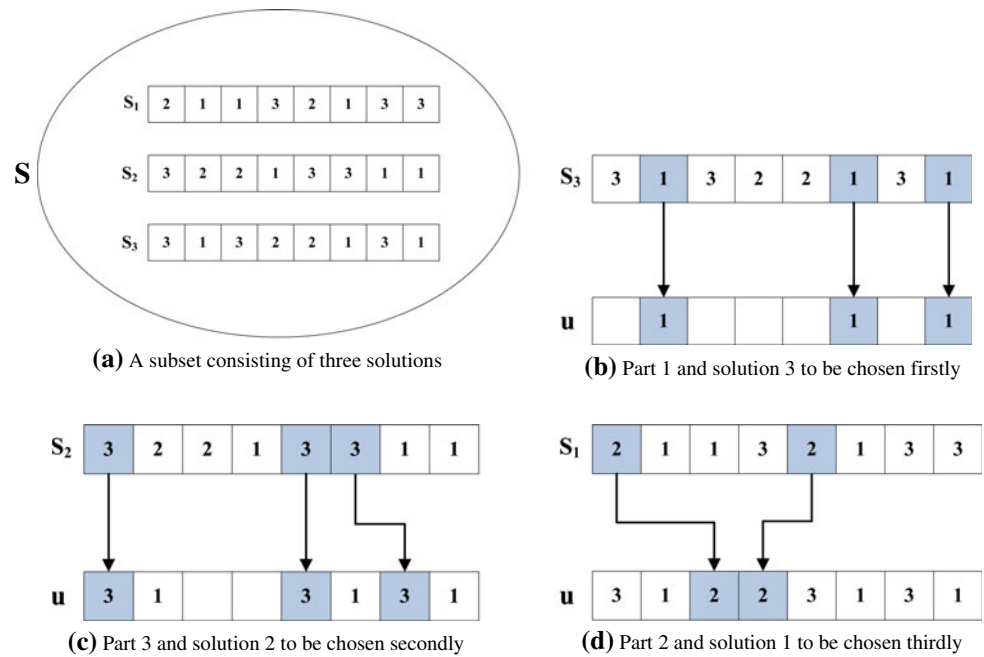 S
S1 2 1 1 3 2 1 3 3
S2 3 2 2 1 3 3 1 1
S3 3 1 3 2 2 1 3 1
(a) A subset consisting of three solutions
S3 3 1 3 2 2 1 3 1
u 1 1 1
(b) Part 1 and solution 3 to be chosen firstly
S2 3 2 2 1 3 3 1 1
u 3 1 3 1 3 1
(c) Part 3 and solution 2 to be chosen secondly
S1 2 1 1 3 2 1 3 3
u 3 1 2 2 3 1 3 1
(d) Part 2 and solution 1 to be chosen thirdly